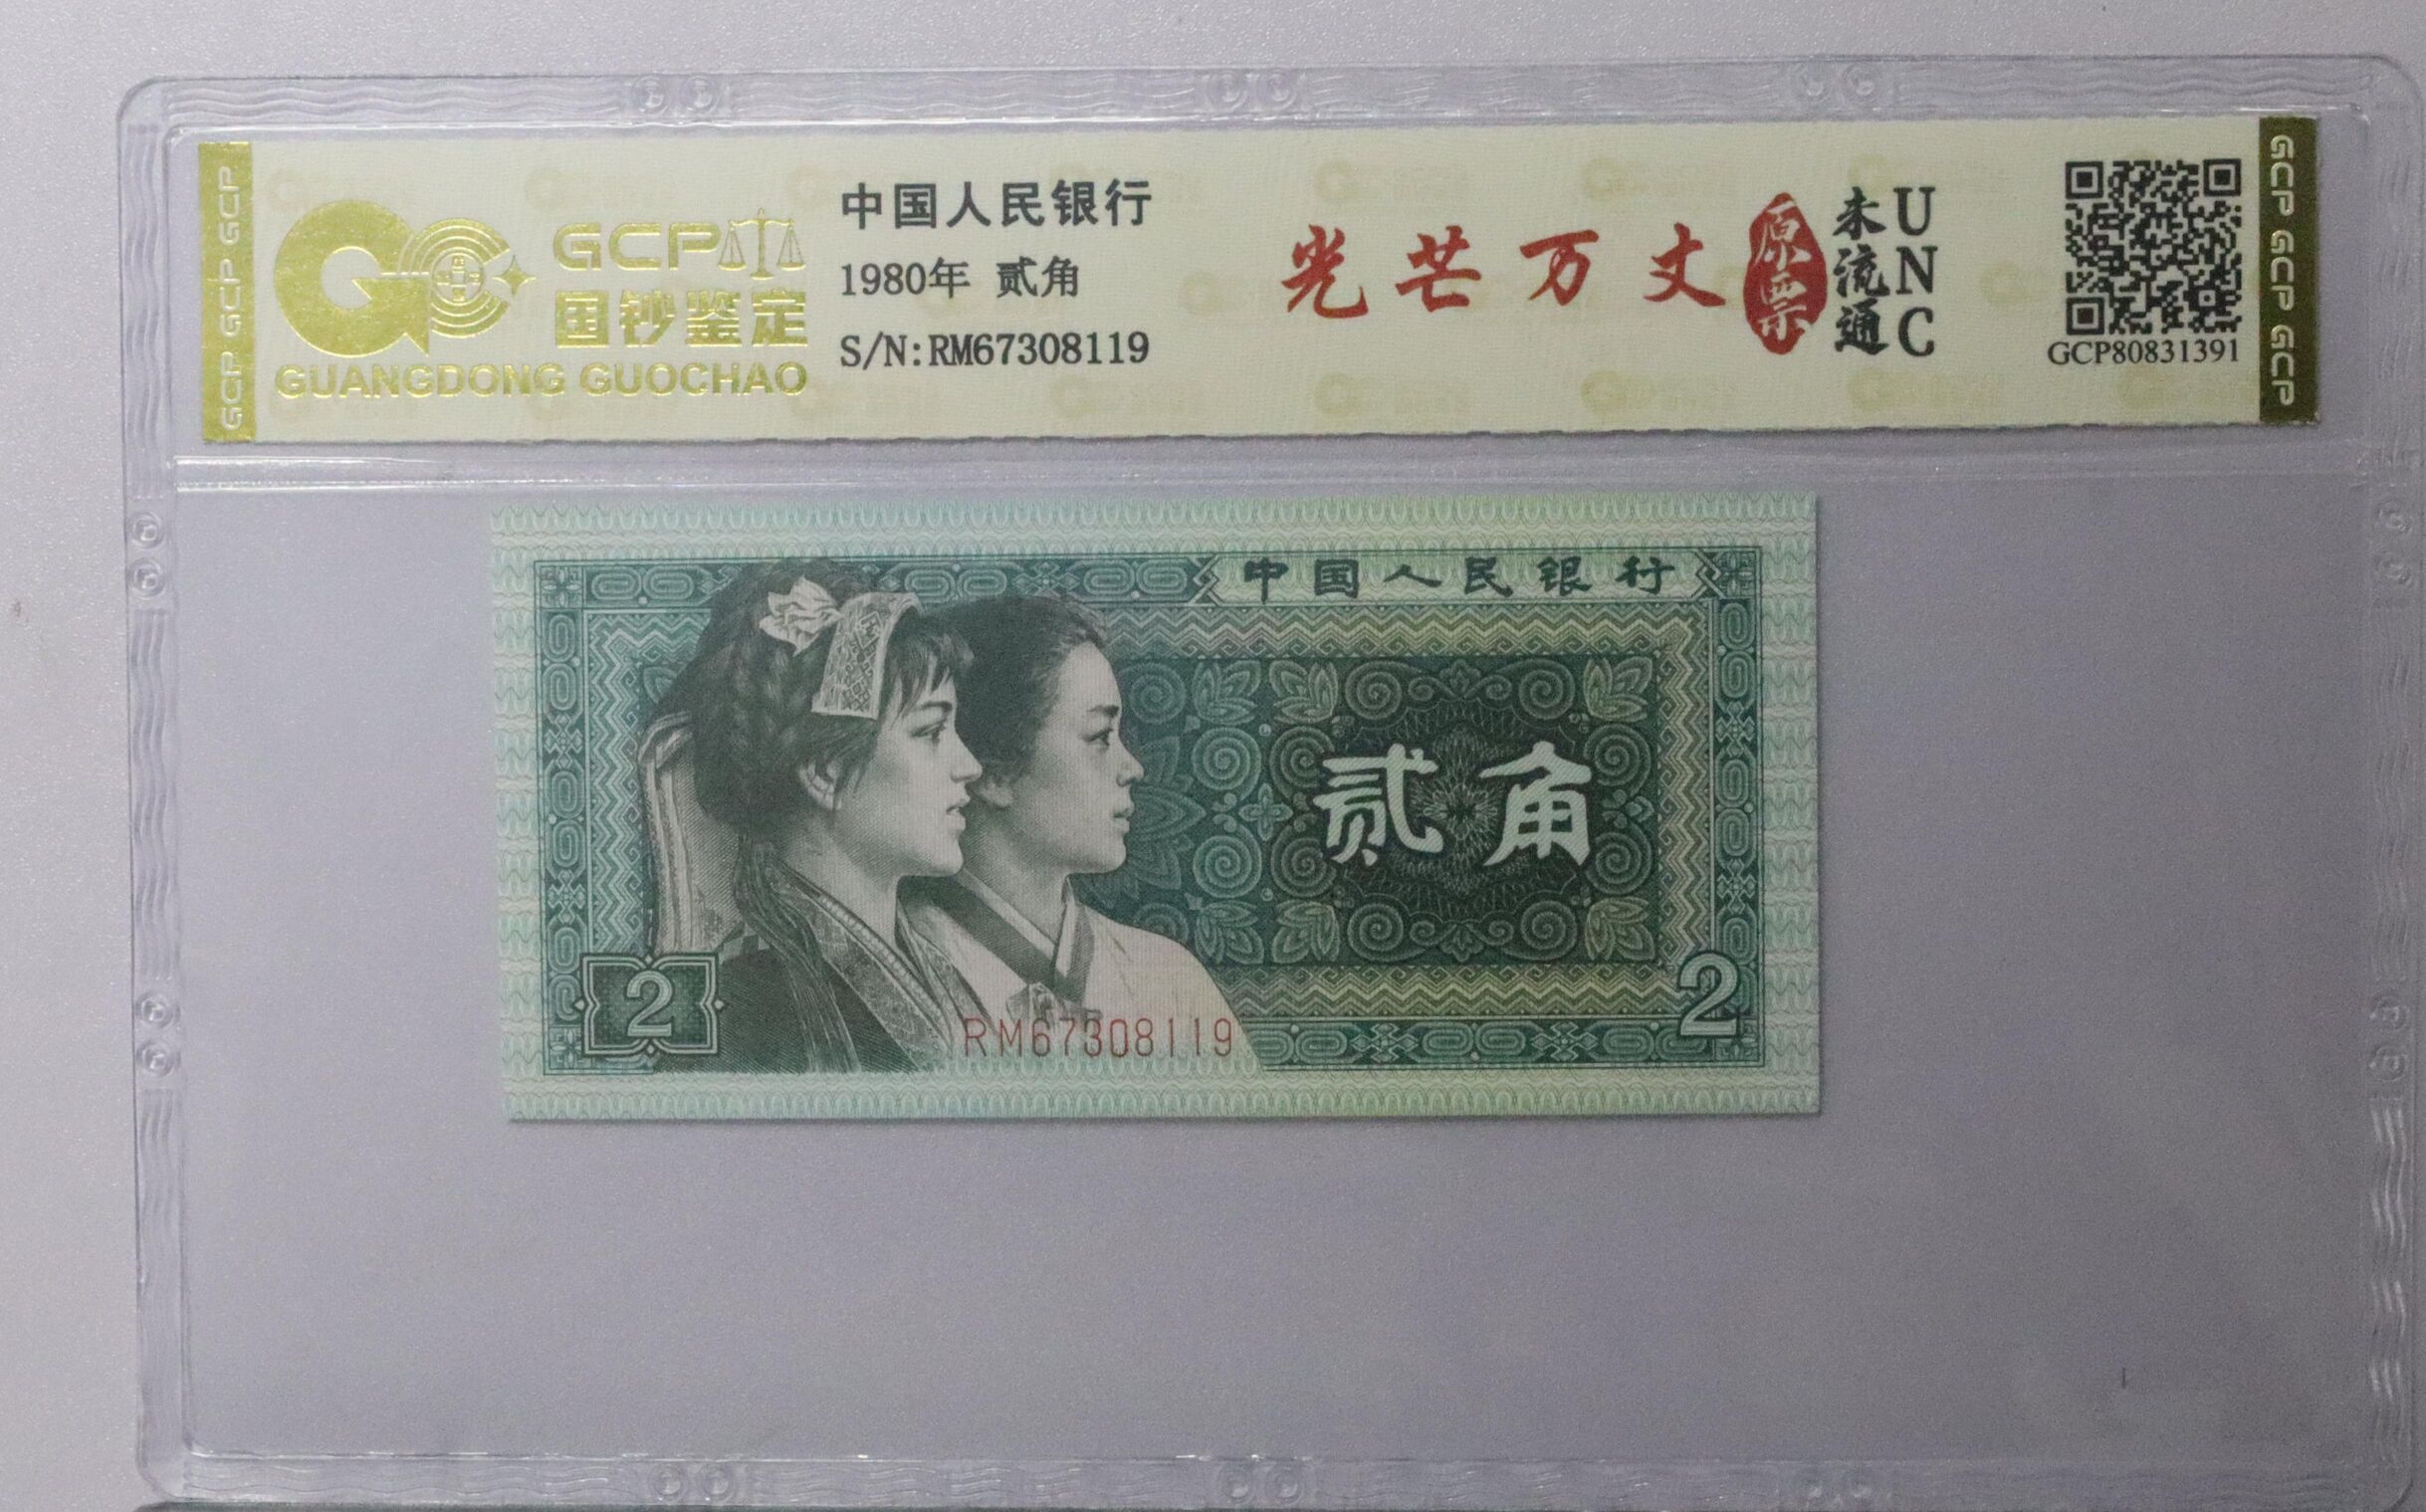 GCP GCP GCP
GCP
国钞鉴定
GUANGDONG GUOCHAO
中国人民银行
1980年 贰角
S/N:RM67308119
光芒万丈
原票
未流通
UNC
GCP80831391
GCP GCP GCP
中国人民银行
贰角
2
2
RM67308119